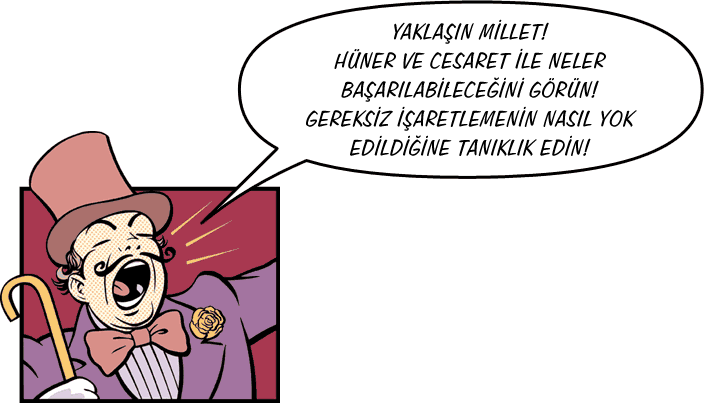 YAKLAŞIN MİLLET!
HÜNER VE CESARET İLE NELER
BAŞARILABİLECEĞİNİ GÖRÜN!
GEREKSİZ İŞARETLEMENİN NASIL YOK
EDİLDİĞİNE TANIKLIK EDİN!